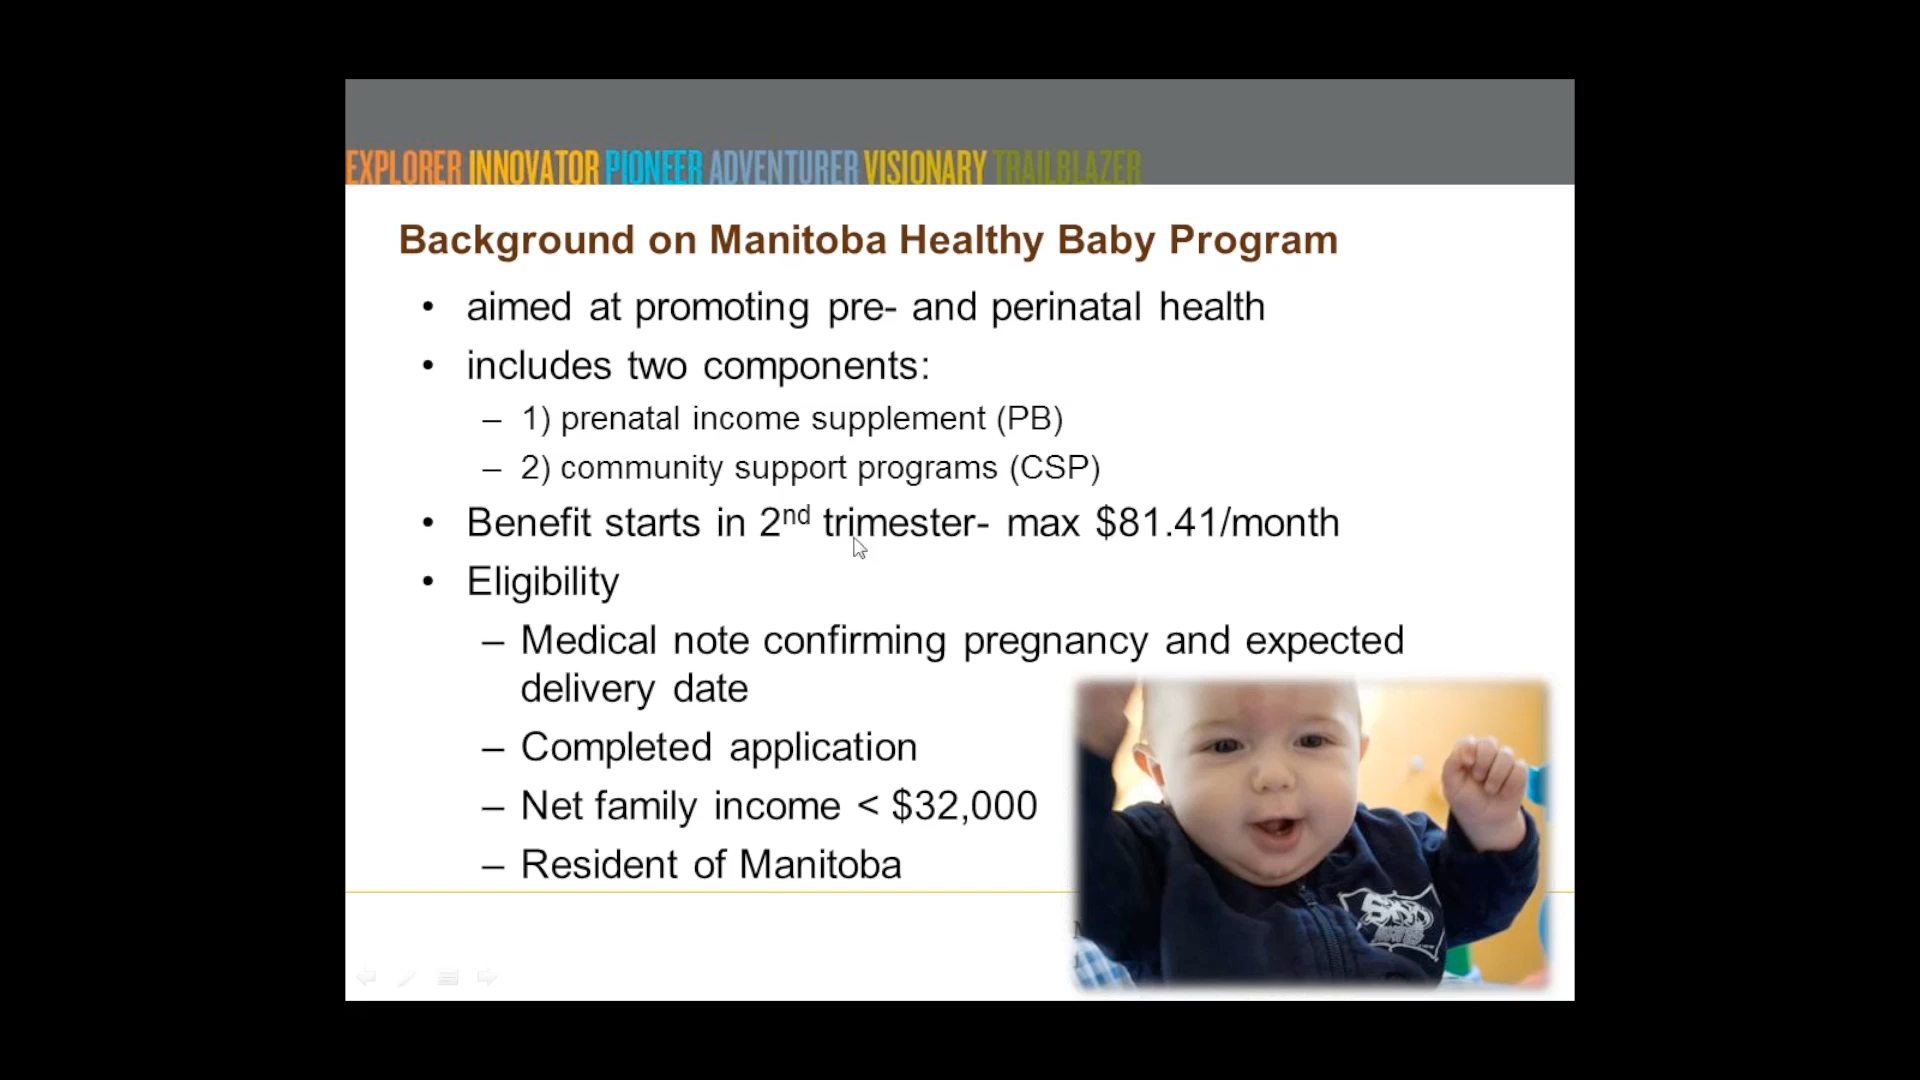 EXPLORER INNOVATOR PIONEER ADVENTURER VISIONARY TRAILBLAZER
Background on Manitoba Healthy Baby Program
• aimed at promoting pre- and perinatal health
• includes two components:
– 1) prenatal income supplement (PB)
– 2) community support programs (CSP)
• Benefit starts in 2nd trimester- max $81.41/month
• Eligibility
– Medical note confirming pregnancy and expected
delivery date
– Completed application
– Net family income < $32,000
– Resident of Manitoba